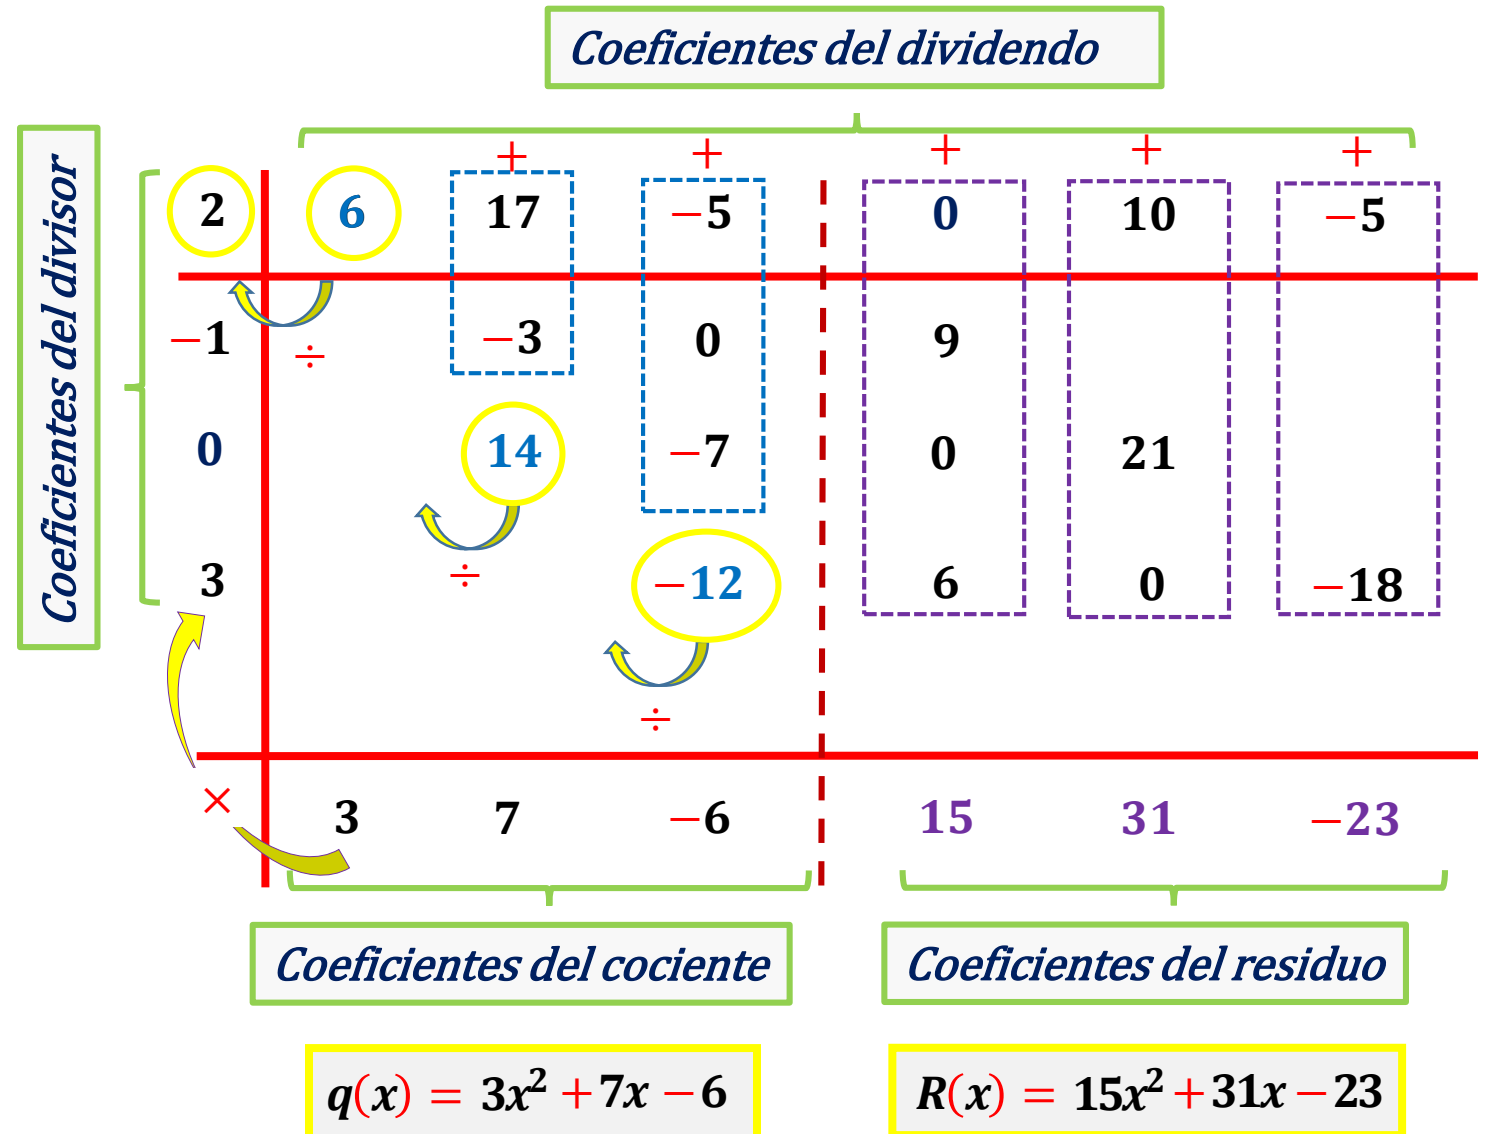 Coeficientes del dividendo
Coeficientes del divisor
+ + + + +
2 6 17 −5 0 10 −5
−1 ÷ −3 0 9
0 14 −7 0 21
÷
3 −12 6 0 −18
÷
× 3 7 −6 15 31 −23
Coeficientes del cociente
Coeficientes del residuo
q(x) = 3x² + 7x − 6
R(x) = 15x² + 31x − 23